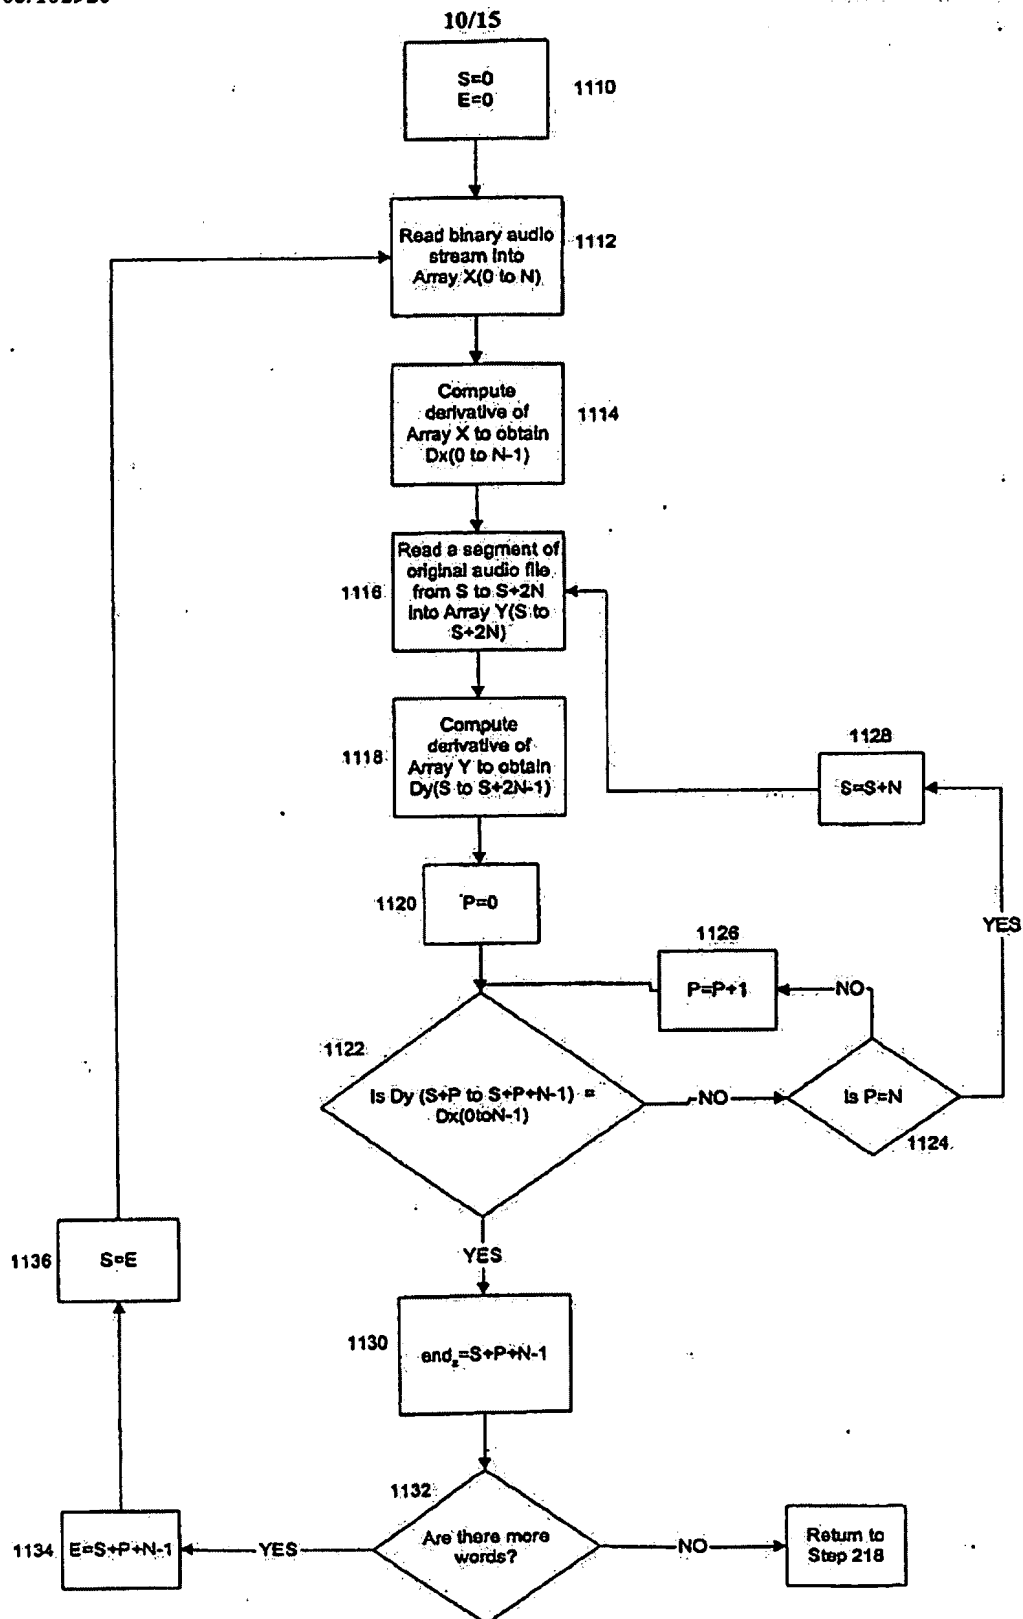 10/15
S=0
E=0
1110
Read binary audio
stream into
Array X(0 to N)
1112
Compute
derivative of
Array X to obtain
Dx(0 to N-1)
1114
Read a segment of
original audio file
from S to S+2N
into Array Y(S to
S+2N)
1116
Compute
derivative of
Array Y to obtain
Dy(S to S+2N-1)
1118
1128
S=S+N
P=0
1120
YES
1126
P=P+1
NO
1122
Is Dy (S+P to S+P+N-1) =
Dx(0toN-1)
NO
Is P=N
1124
YES
1136
S=E
1130
end_z=S+P+N-1
1132
Are there more
words?
1134
E=S+P+N-1
YES
NO
Return to
Step 218